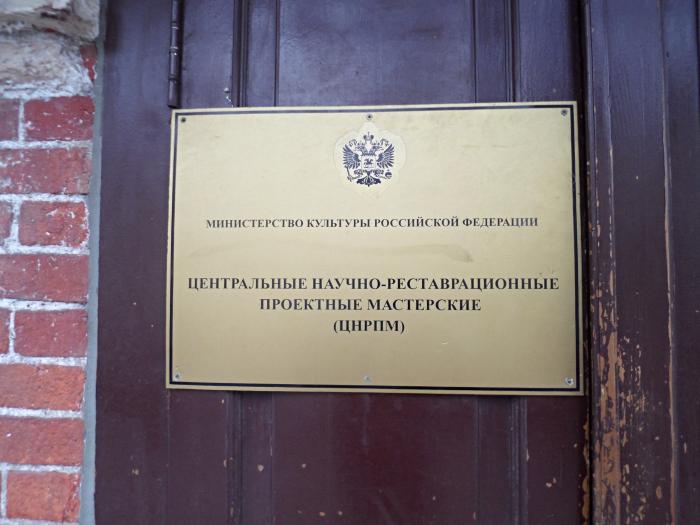 МИНИСТЕРСТВО КУЛЬТУРЫ РОССИЙСКОЙ ФЕДЕРАЦИИ
ЦЕНТРАЛЬНЫЕ НАУЧНО-РЕСТАВРАЦИОННЫЕ
ПРОЕКТНЫЕ МАСТЕРСКИЕ
(ЦНРПМ)